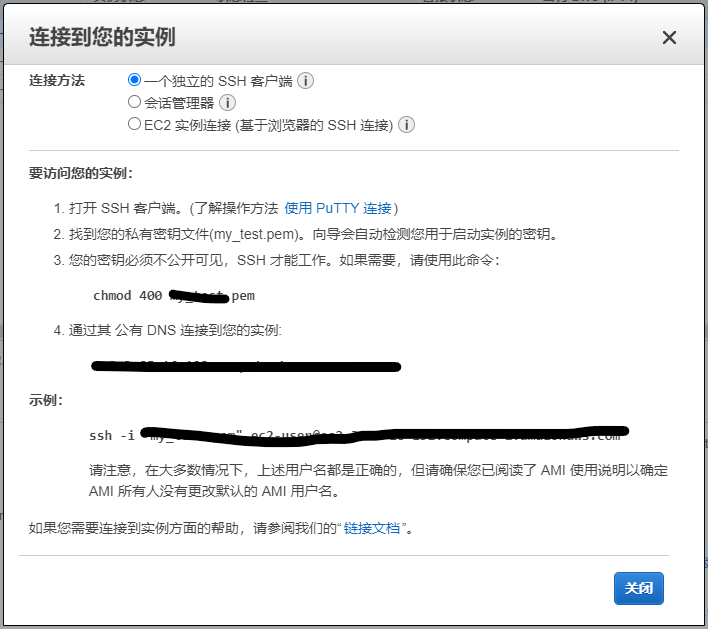 连接到您的实例
连接方法
一个独立的 SSH 客户端
会话管理器
EC2 实例连接 (基于浏览器的 SSH 连接)
要访问您的实例：
1. 打开 SSH 客户端。(了解操作方法 使用 PuTTY 连接)
2. 找到您的私有密钥文件(my_test.pem)。向导会自动检测您用于启动实例的密钥。
3. 您的密钥必须不公开可见，SSH 才能工作。如果需要，请使用此命令：
chmod 400 pem
4. 通过其 公有 DNS 连接到您的实例:
示例：
ssh -i
请注意，在大多数情况下，上述用户名都是正确的，但请确保您已阅读了 AMI 使用说明以确定
AMI 所有人没有更改默认的 AMI 用户名。
如果您需要连接到实例方面的帮助，请参阅我们的“链接文档”。
关闭